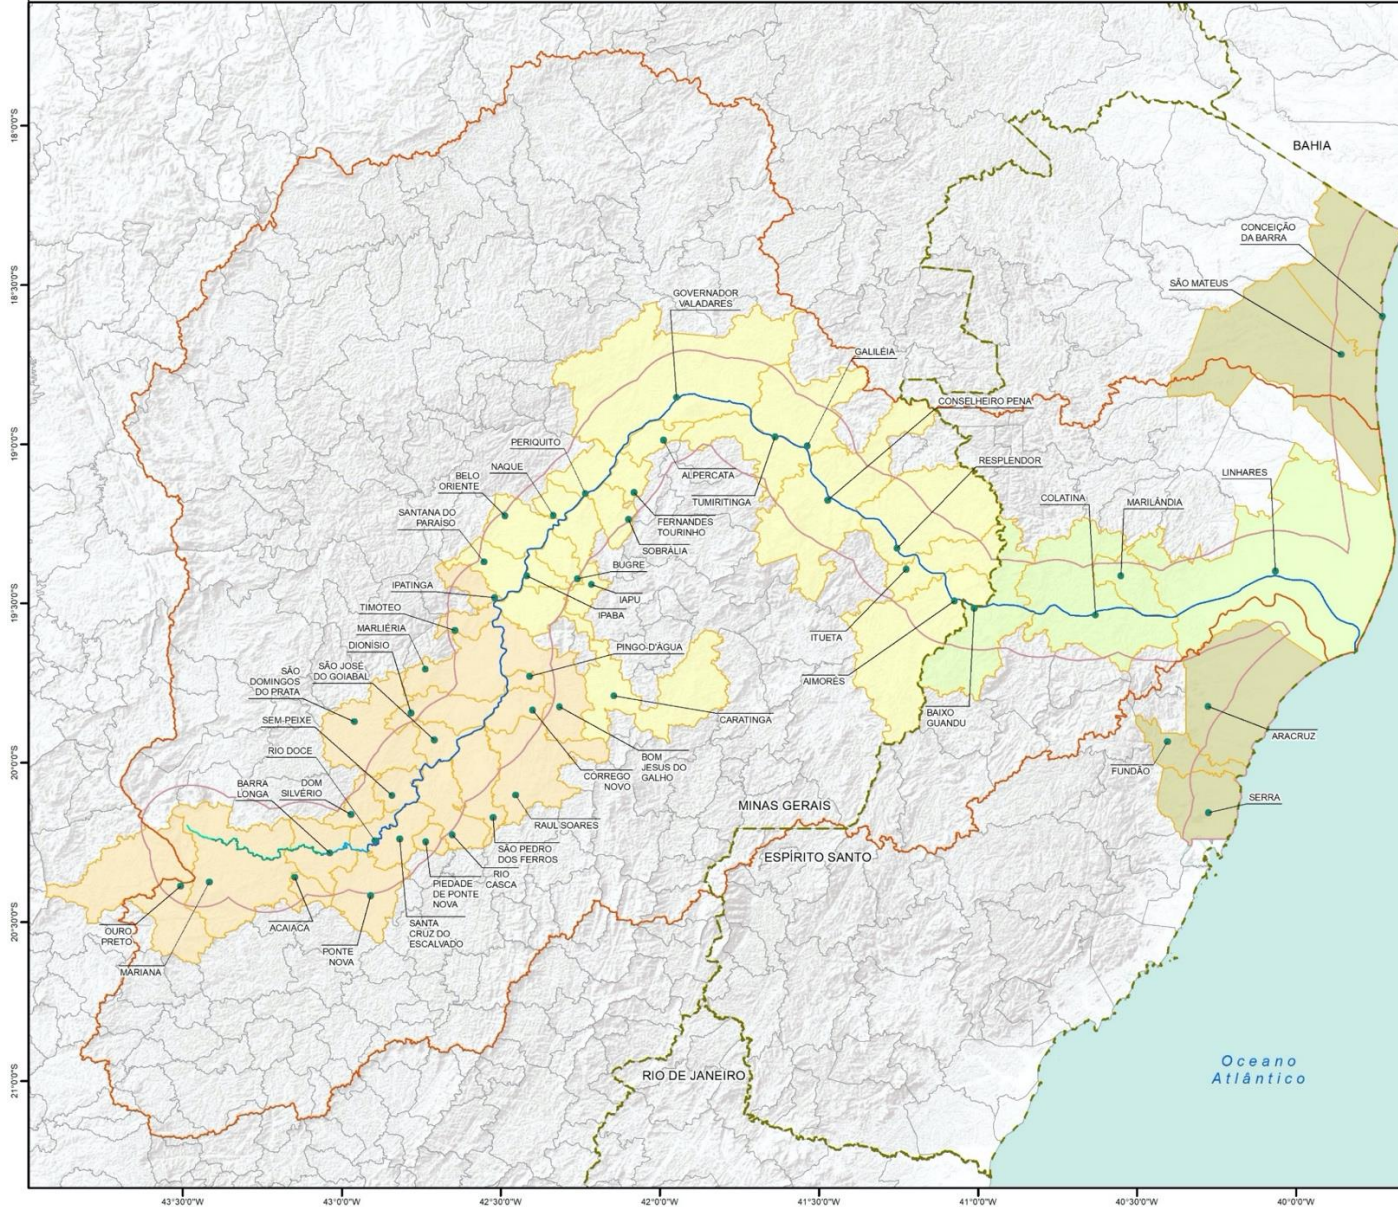 BAHIA
CONCEIÇÃO
DA BARRA
SÃO MATEUS
GOVERNADOR
VALADARES
GALILÉIA
CONSELHEIRO PENA
PERIQUITO
RESPLENDOR
NAQUE
BELO
ORIENTE
ALPERCATA
LINHARES
COLATINA
MARILÂNDIA
TUMIRITINGA
SANTANA DO
PARAÍSO
FERNANDES
TOURINHO
SOBRÁLIA
BUGRE
IPATINGA
IAPU
IPABA
TIMÓTEO
MARLIÉRIA
ITUETA
DIONÍSIO
PINGO-D'ÁGUA
SÃO JOSÉ
DO GOIABAL
SÃO
DOMINGOS
DO PRATA
AIMORÉS
BAIXO
GUANDU
CARATINGA
SEM-PEIXE
ARACRUZ
RIO DOCE
BOM
JESUS DO
GALHO
CORREGO
NOVO
FUNDÃO
BARRA
LONGA
DOM
SILVÉRIO
SERRA
MINAS GERAIS
RAUL SOARES
SÃO PEDRO
DOS FERROS
ESPÍRITO SANTO
RIO
CASCA
PIEDADE
DE PONTE
NOVA
SANTA
CRUZ DO
ESCALVADO
ACAIACA
OURO
PRETO
PONTE
NOVA
MARIANA
RIO DE JANEIRO
Oceano
Atlântico
18°0'0"S
18°30'0"S
19°0'0"S
19°30'0"S
20°0'0"S
20°30'0"S
21°0'0"S
43°30'0"W
43°0'0"W
42°30'0"W
42°0'0"W
41°30'0"W
41°0'0"W
40°30'0"W
40°0'0"W